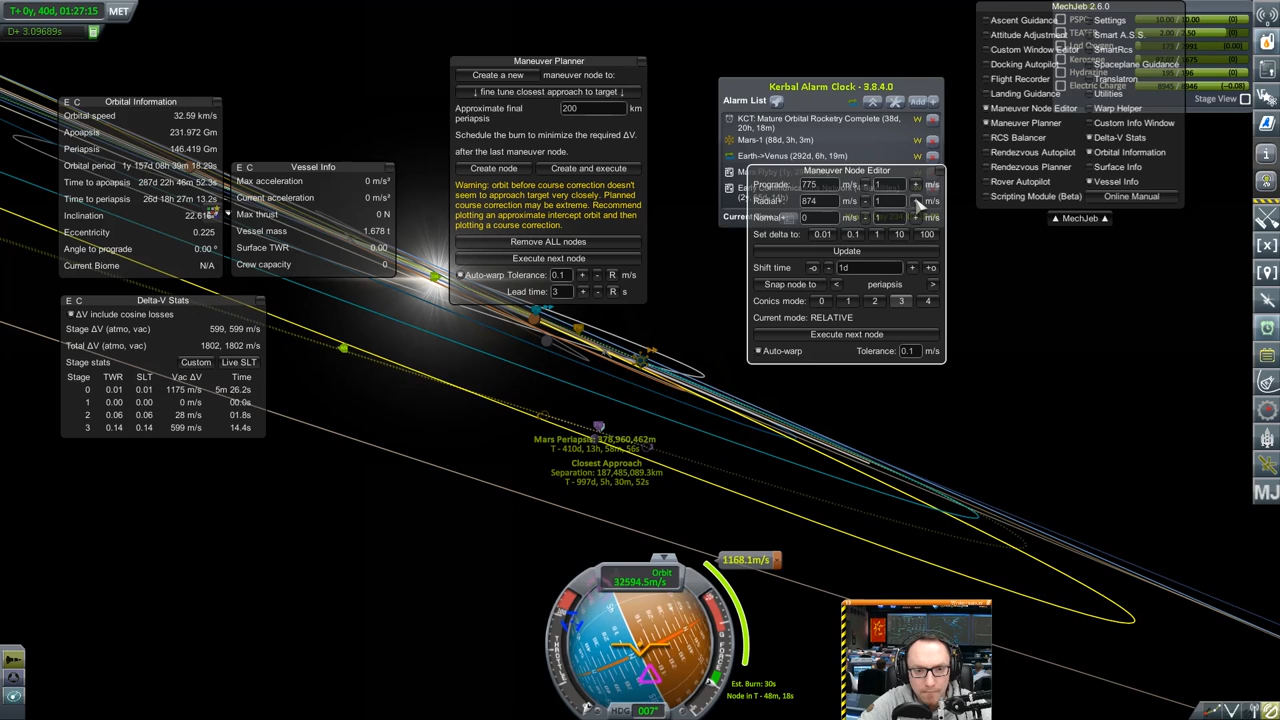 T+ 0y, 40d, 01:27:15 MET
D+ 3.09689s
E C Orbital Information
Orbital speed 32.59 km/s
Apoapsis 231.972 Gm
Periapsis 146.419 Gm
Orbital period 1y 157d 08h 39m 18.29s
Time to apoapsis 287d 22h 46m 52.3s
Time to periapsis 26d 18h 27m 13.2s
Inclination 22.616°
Eccentricity 0.225
Angle to prograde 0.00 º
Current Biome N/A
E C Vessel Info
Max acceleration 0 m/s²
Current acceleration 0 m/s²
Max thrust 0 N
Vessel mass 1.678 t
Surface TWR 0.00
Crew capacity 0
E C Delta-V Stats
ΔV include cosine losses
Stage ΔV (atmo, vac) 599, 599 m/s
Total ΔV (atmo, vac) 1802, 1802 m/s
Stage stats Custom Live SLT
Stage TWR SLT Vac ΔV Time
0 0.01 0.01 1175 m/s 5m 26.2s
1 0.00 0.00 0 m/s 00.0s
2 0.06 0.06 28 m/s 01.8s
3 0.14 0.14 599 m/s 14.4s
Maneuver Planner
Create a new maneuver node to:
↓ fine tune closest approach to target ↓
Approximate final periapsis 200 km
Schedule the burn to minimize the required ΔV.
after the last maneuver node.
Create node Create and execute
Warning: orbit before course correction doesn't
seem to approach target very closely. Planned
course correction may be extreme. Recommend
plotting an approximate intercept orbit and then
plotting a course correction.
Remove ALL nodes
Execute next node
Auto-warp Tolerance: 0.1 + - R m/s
Lead time: 3 + - R s
Kerbal Alarm Clock - 3.8.4.0
Alarm List Add +
KCT: Mature Orbital Rocketry Complete (38d,
20h, 18m) W
Mars-1 (88d, 3h, 3m) W
Earth->Venus (292d, 6h, 19m) W
Maneuver Node Editor
Prograde: 775 m/s - 1 + m/s
Radial+ 874 m/s - 1 + m/s
Normal+ 0 m/s - 1 + m/s
Set delta to: 0.01 0.1 1 10 100
Update
Shift time -o - 1d + +o
Snap node to < periapsis >
Conics mode: 0 1 2 3 4
Current mode: RELATIVE
Execute next node
Auto-warp Tolerance: 0.1 m/s
MechJeb 2.6.0
Ascent Guidance Settings
Attitude Adjustment Smart A.S.S.
Custom Window Editor SmartRcs
Docking Autopilot Spaceplane Guidance
Flight Recorder Translatron
Landing Guidance Utilities
Maneuver Node Editor Warp Helper
Maneuver Planner Custom Info Window
RCS Balancer Delta-V Stats
Rendezvous Autopilot Orbital Information
Rendezvous Planner Surface Info
Rover Autopilot Vessel Info
Scripting Module (Beta) Online Manual
▲ MechJeb ▲
Stage View
Mars Periapsis: 378,960,462m
T - 410d, 13h, 58m, 56s
Closest Approach
Separation: 187,485,089.3km
T - 997d, 5h, 30m, 52s
1168.1m/s
Orbit
32594.5m/s
HDG 007°
Est. Burn: 30s
Node in T - 48m, 18s
MJ